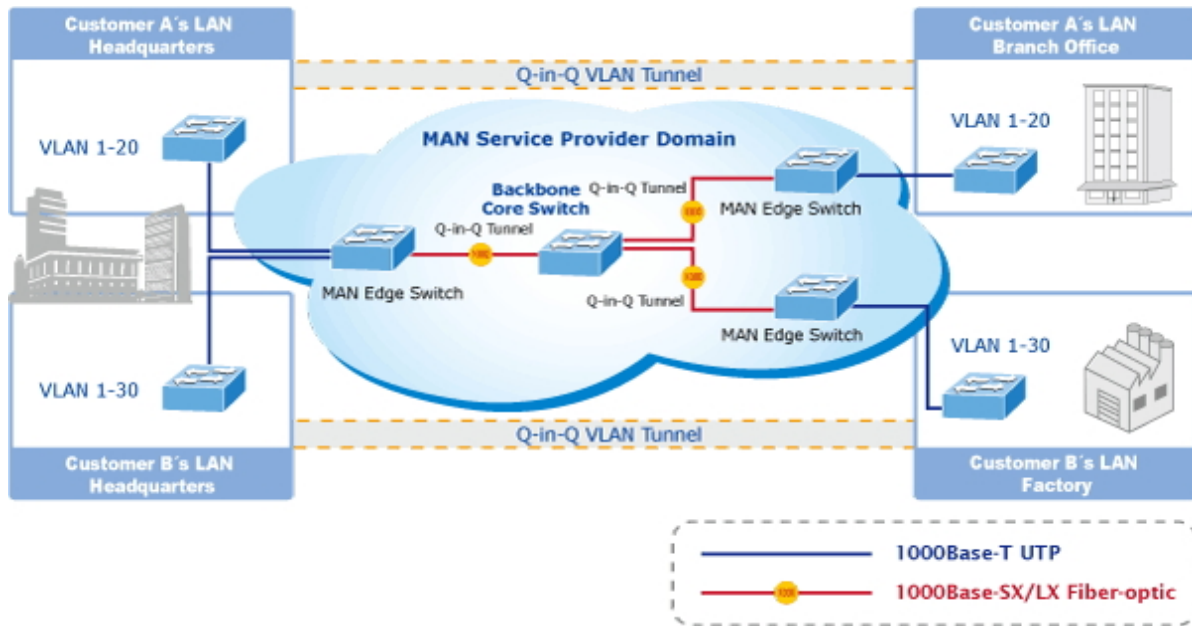 Customer A´s LAN
Headquarters
Customer A´s LAN
Branch Office
Q-in-Q VLAN Tunnel
VLAN 1-20
MAN Service Provider Domain
VLAN 1-20
Q-in-Q Tunnel
Backbone
Core Switch
MAN Edge Switch
Q-in-Q Tunnel
MAN Edge Switch
Q-in-Q Tunnel
MAN Edge Switch
VLAN 1-30
VLAN 1-30
Q-in-Q VLAN Tunnel
Customer B´s LAN
Headquarters
Customer B´s LAN
Factory
1000Base-T UTP
1000Base-SX/LX Fiber-optic